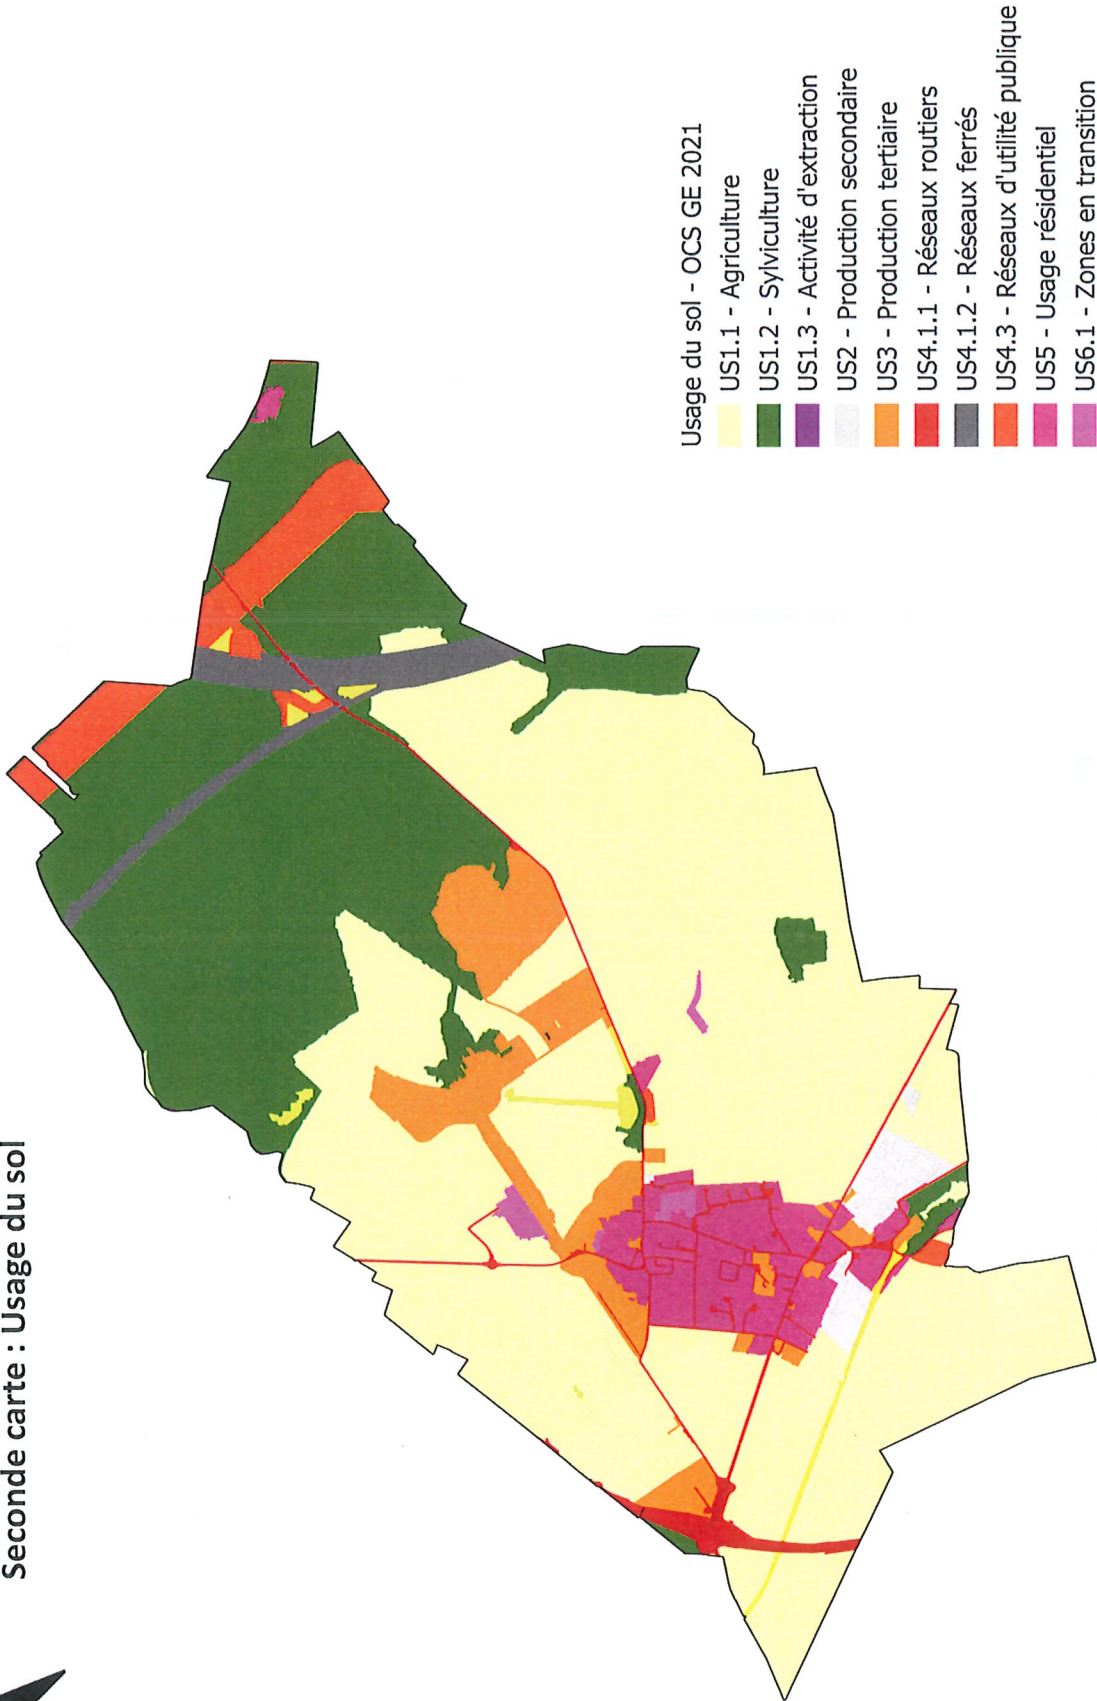 Seconde carte : Usage du sol
Usage du sol - OCS GE 2021
US1.1 - Agriculture
US1.2 - Sylviculture
US1.3 - Activité d'extraction
US2 - Production secondaire
US3 - Production tertiaire
US4.1.1 - Réseaux routiers
US4.1.2 - Réseaux ferrés
US4.3 - Réseaux d'utilité publique
US5 - Usage résidentiel
US6.1 - Zones en transition